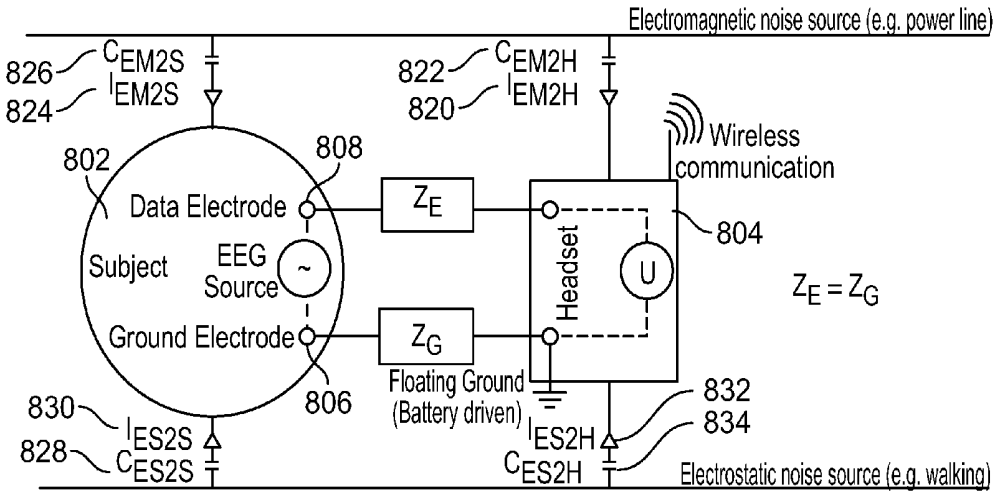 Electromagnetic noise source (e.g. power line)
826 C_EM2S
824 I_EM2S
822 C_EM2H
820 I_EM2H
Wireless
communication
802
808
Data Electrode
Z_E
804
Subject
EEG
Source
~
Headset
U
Z_E = Z_G
Ground Electrode
Z_G
806
Floating Ground
(Battery driven)
830 I_ES2S
828 C_ES2S
I_ES2H 832
C_ES2H 834
Electrostatic noise source (e.g. walking)